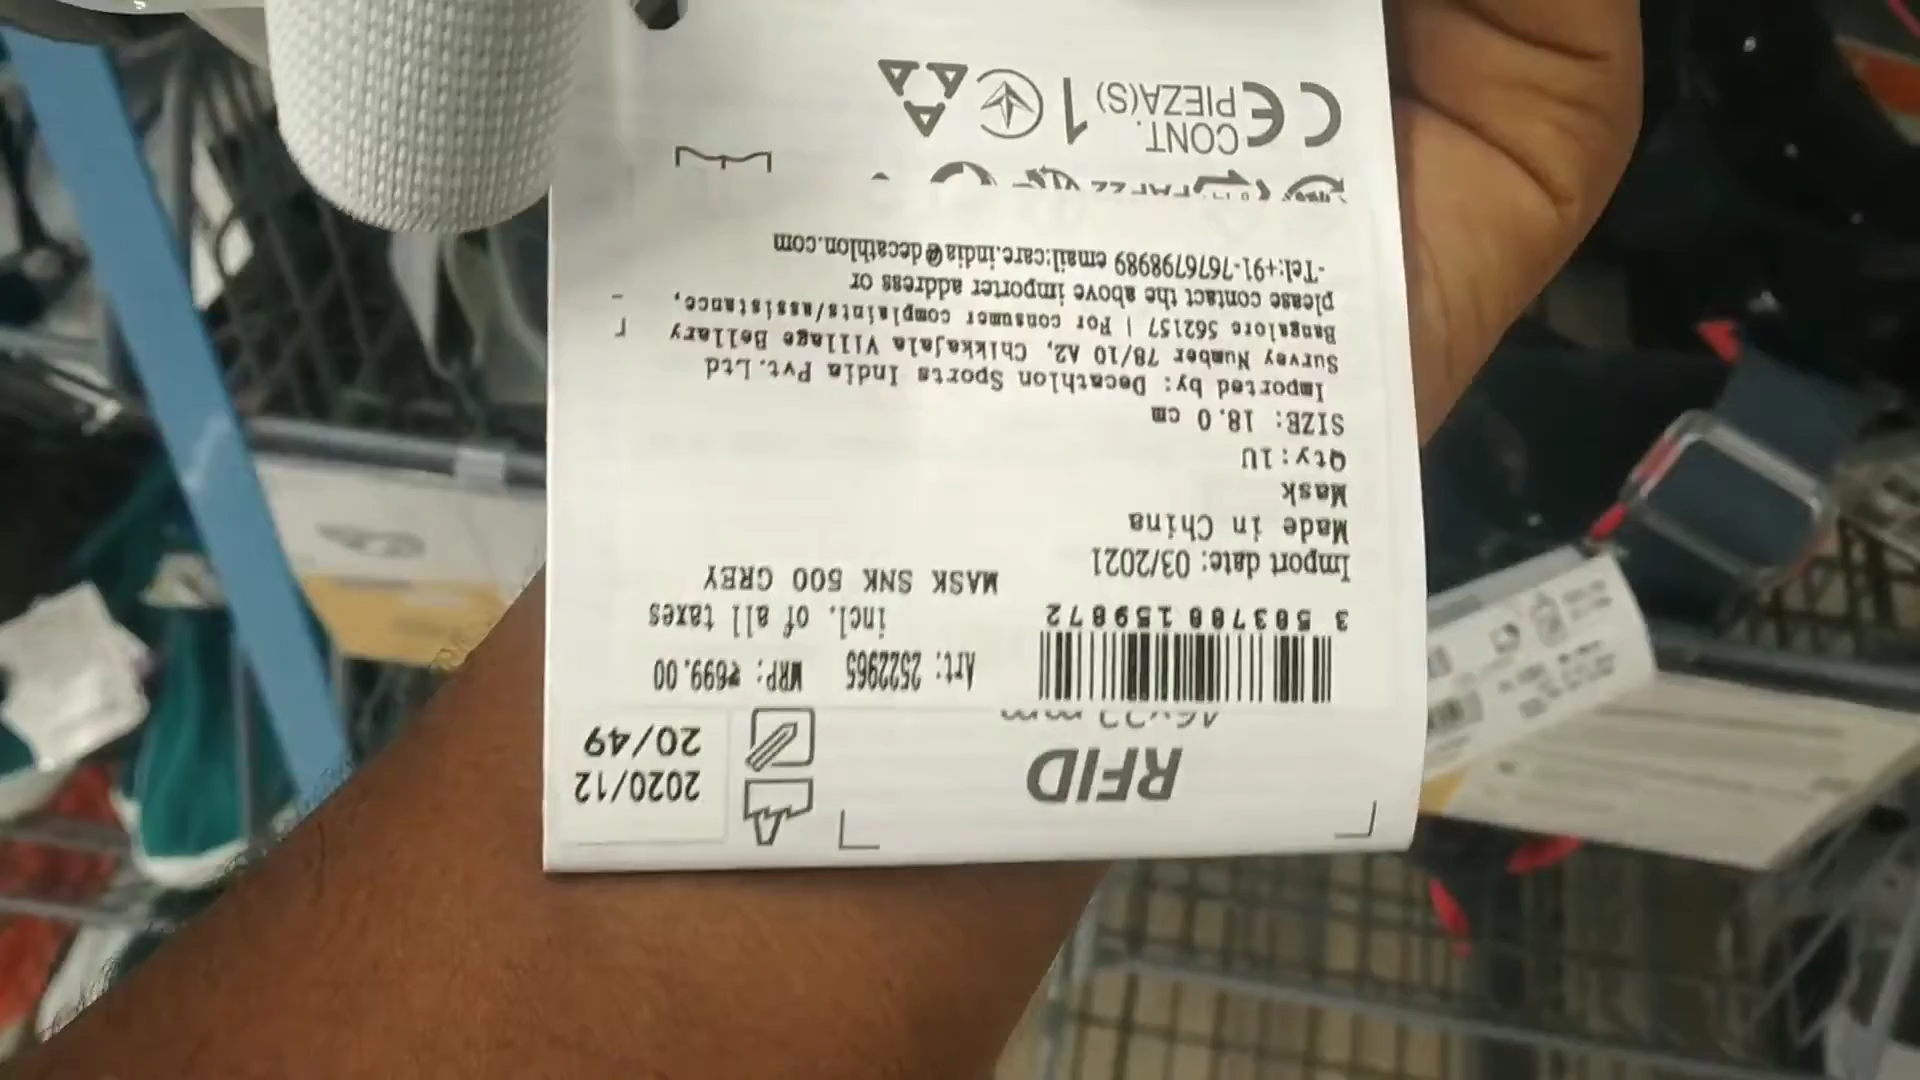 RFID
2020/12
20/49
3 583788 159872
Art: 2522965 MRP: ₹699.00
incl. of all taxes
MASK SNK 500 GREY
Import date: 03/2021
Made in China
Mask
Qty:1U
SIZE: 18.0 cm
Imported by: Decathlon Sports India Pvt.Ltd
Survey Number 78/10 A2, Chikkajala Village Bellary
Bangalore 562157 | For consumer complaints/assistance,
please contact the above importer address or
-Tel:+91-7676798989 email:care.india@decathlon.com
CE CONT. 1
PIEZA(S)